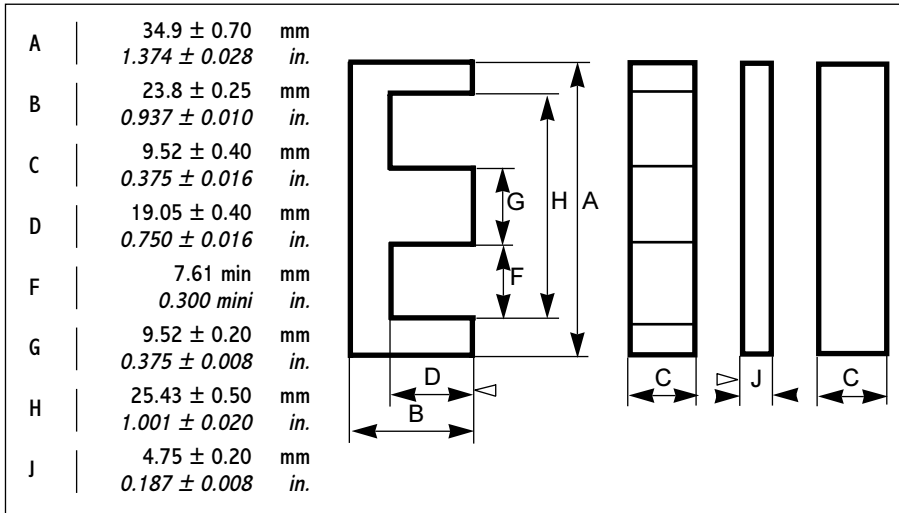 A 34.9 ± 0.70 mm
1.374 ± 0.028 in.
B 23.8 ± 0.25 mm
0.937 ± 0.010 in.
C 9.52 ± 0.40 mm
0.375 ± 0.016 in.
D 19.05 ± 0.40 mm
0.750 ± 0.016 in.
F 7.61 min mm
0.300 mini in.
G 9.52 ± 0.20 mm
0.375 ± 0.008 in.
H 25.43 ± 0.50 mm
1.001 ± 0.020 in.
J 4.75 ± 0.20 mm
0.187 ± 0.008 in.
G H A
F
D
B
C J C